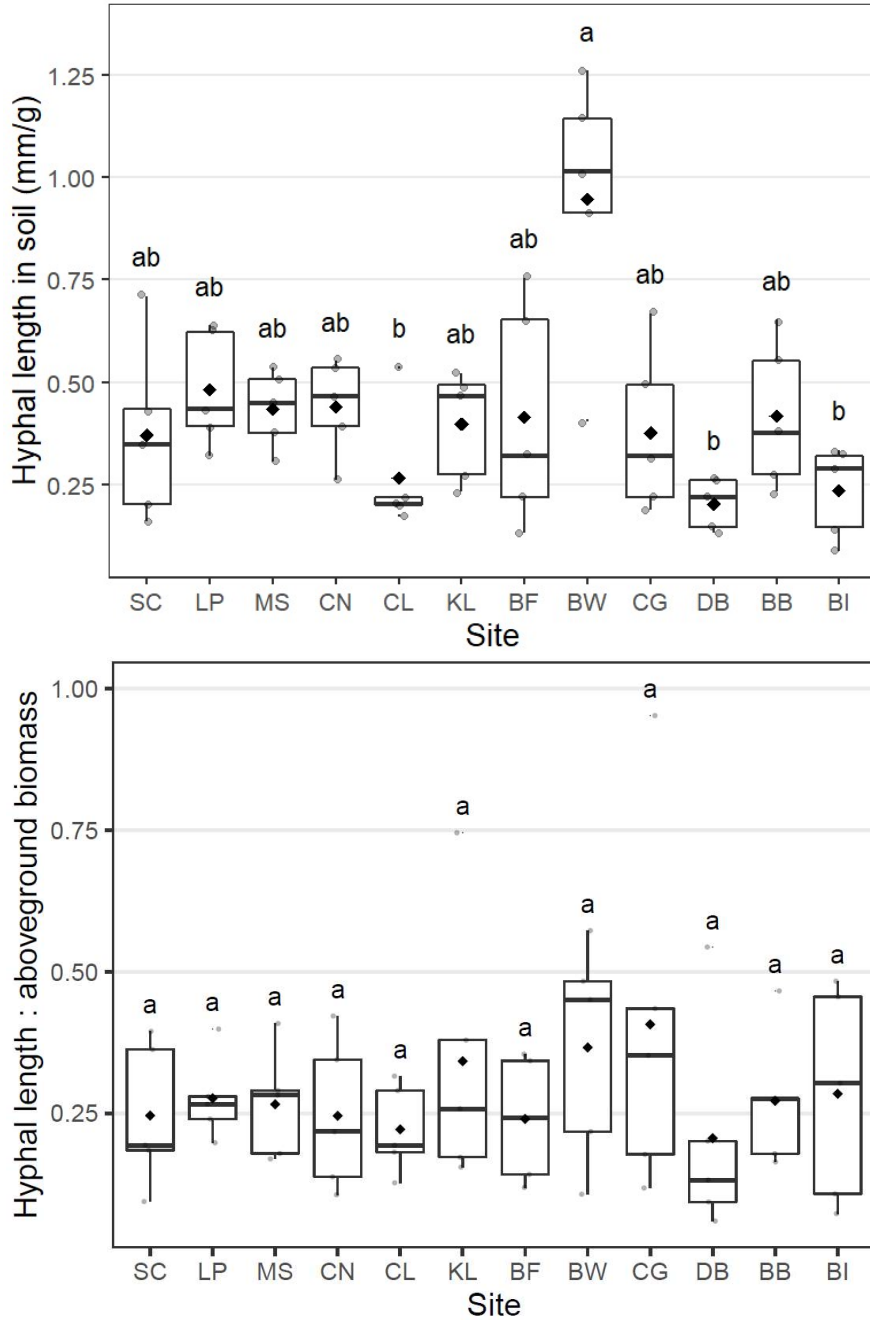 Hyphal length in soil (mm/g)
1.25
1.00
0.75
0.50
0.25
ab ab ab ab b ab ab a ab b ab b
SC LP MS CN CL KL BF BW CG DB BB BI
Site
Hyphal length : aboveground biomass
1.00
0.75
0.50
0.25
a a a a a a a a a a a a
SC LP MS CN CL KL BF BW CG DB BB BI
Site